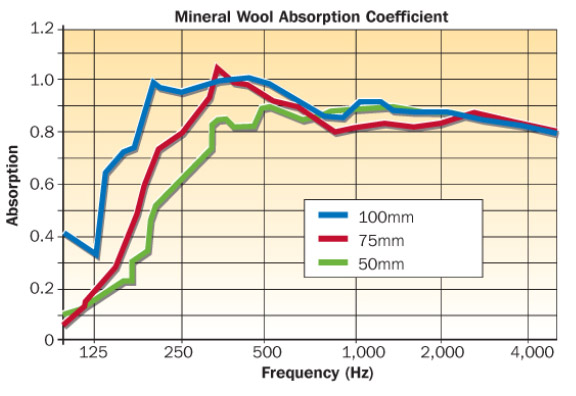 Mineral Wool Absorption Coefficient
1.2
1.0
0.8
0.6
0.4
0.2
0
Absorption
100mm
75mm
50mm
125 250 500 1,000 2,000 4,000
Frequency (Hz)